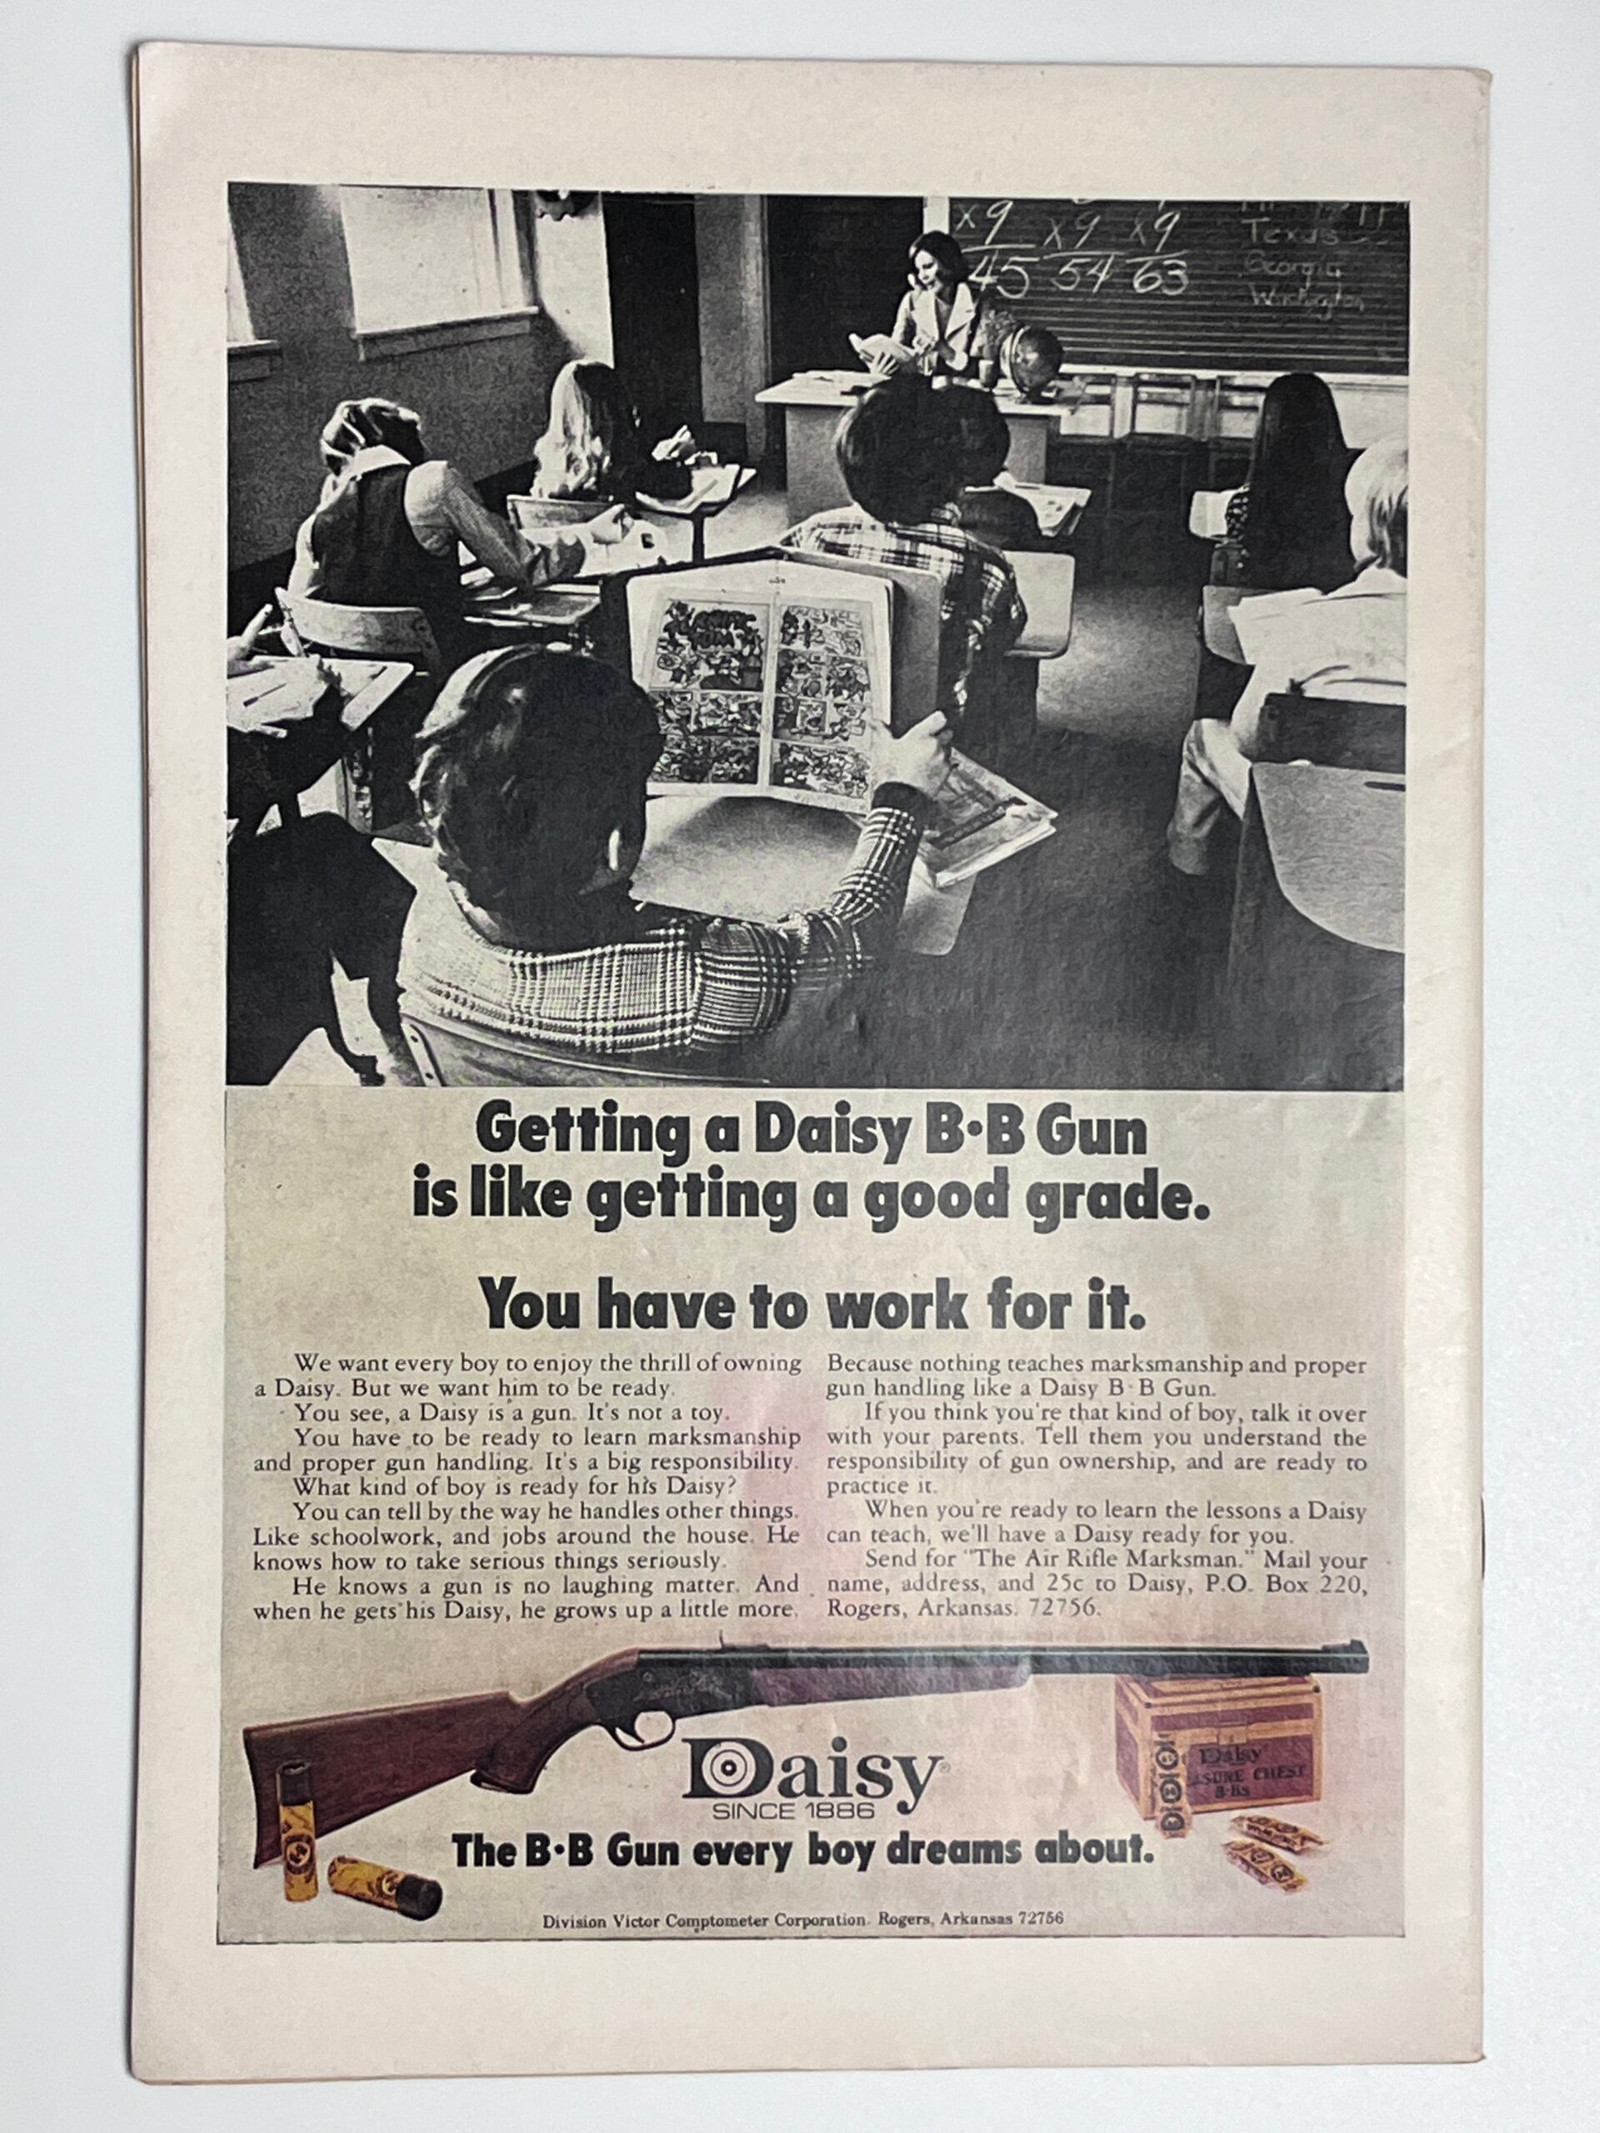 x9 x9 x9
45 54 63
Texas
Georgia
Washington
Getting a Daisy B·B Gun
is like getting a good grade.
You have to work for it.
We want every boy to enjoy the thrill of owning
a Daisy. But we want him to be ready.
You see, a Daisy is a gun. It's not a toy.
You have to be ready to learn marksmanship
and proper gun handling. It's a big responsibility.
What kind of boy is ready for his Daisy?
You can tell by the way he handles other things.
Like schoolwork, and jobs around the house. He
knows how to take serious things seriously.
He knows a gun is no laughing matter. And
when he gets his Daisy, he grows up a little more.
Because nothing teaches marksmanship and proper
gun handling like a Daisy B·B Gun.
If you think you're that kind of boy, talk it over
with your parents. Tell them you understand the
responsibility of gun ownership, and are ready to
practice it.
When you're ready to learn the lessons a Daisy
can teach, we'll have a Daisy ready for you.
Send for "The Air Rifle Marksman." Mail your
name, address, and 25c to Daisy, P.O. Box 220,
Rogers, Arkansas. 72756.
Daisy®
SINCE 1886
Daisy
CHEST
The B·B Gun every boy dreams about.
Division Victor Comptometer Corporation. Rogers, Arkansas 72756